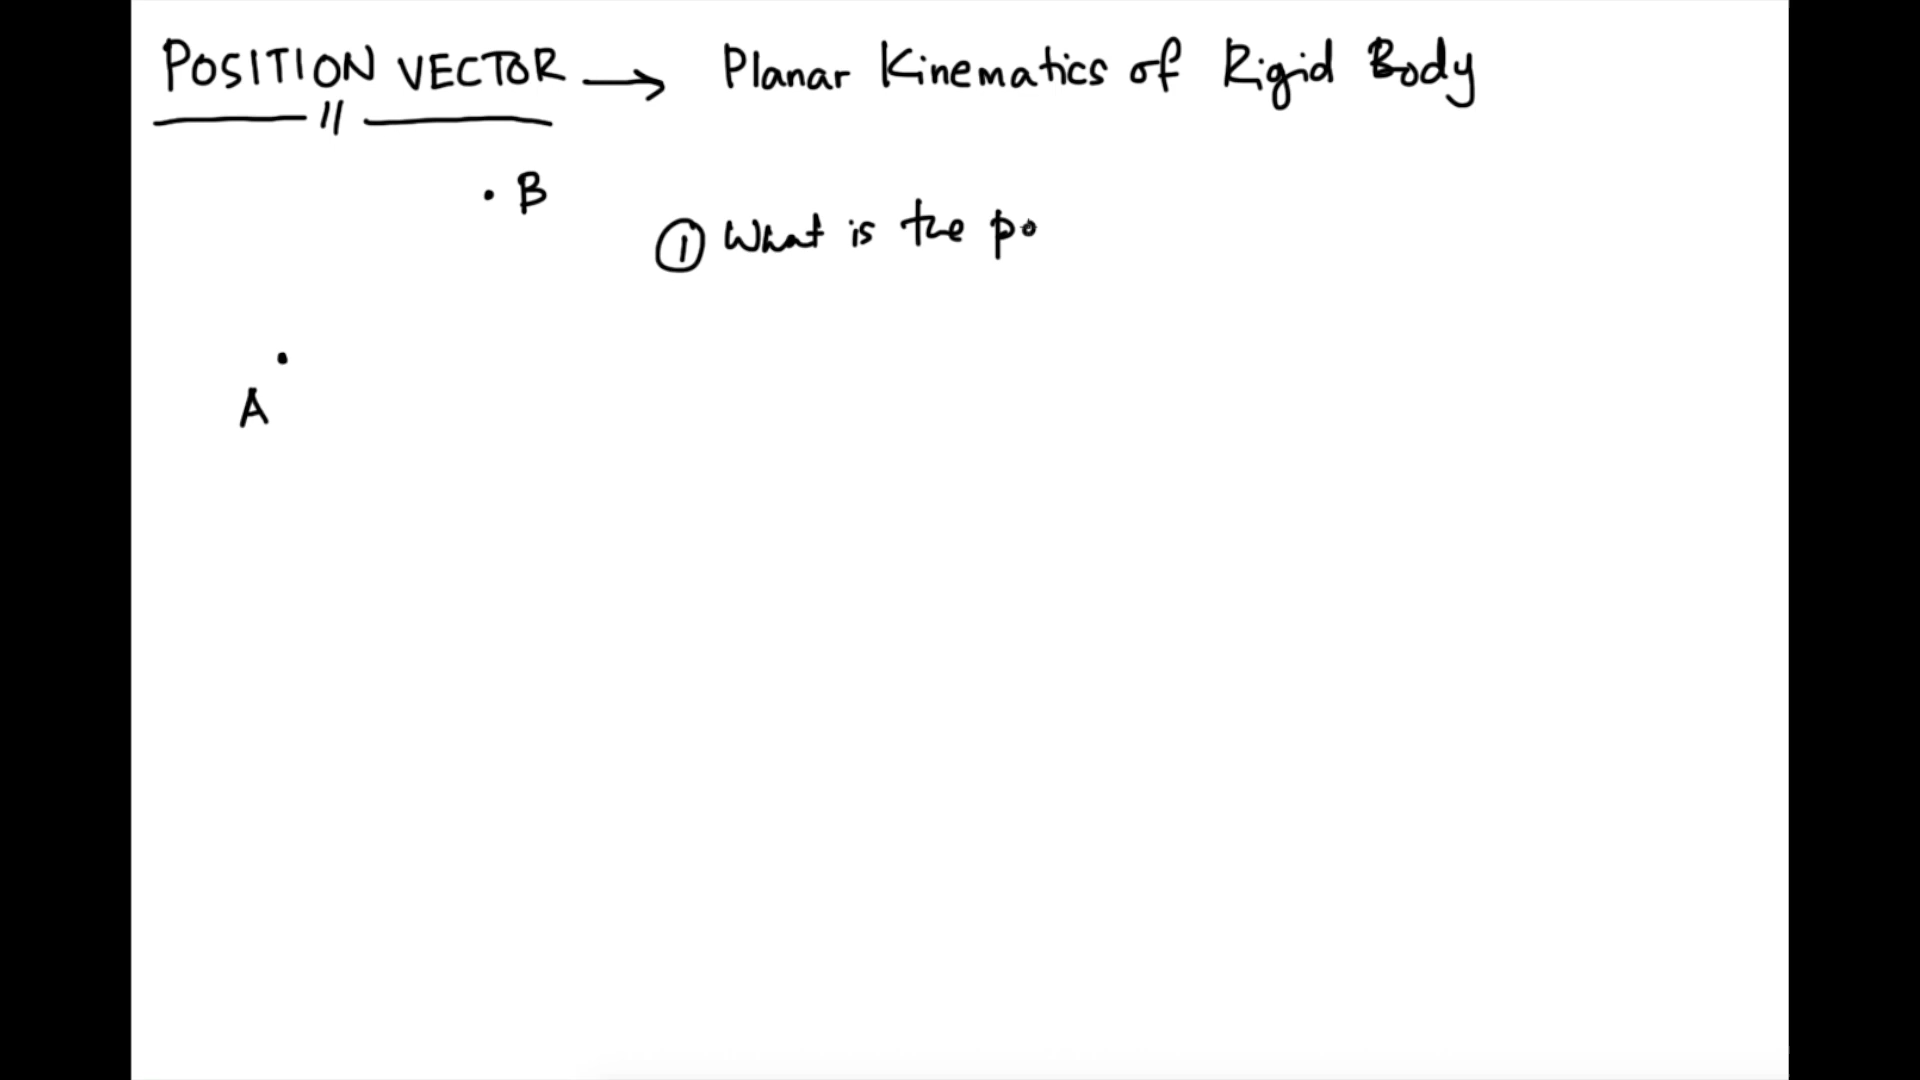 POSITION VECTOR → Planar Kinematics of Rigid Body
B
① What is the po
A